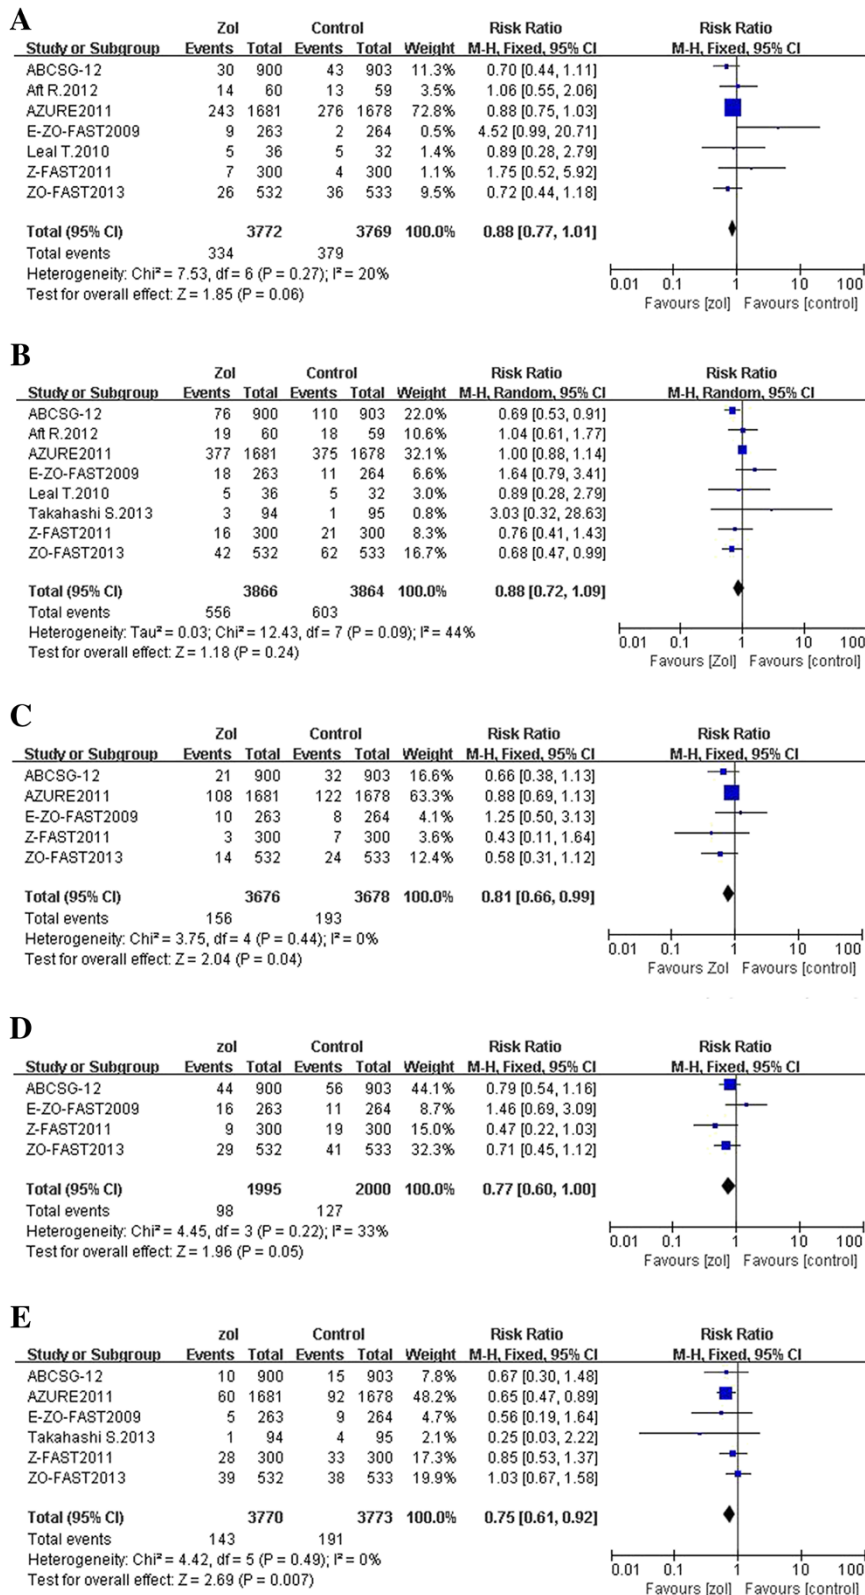 A
Zol Control Risk Ratio Risk Ratio
Study or Subgroup Events Total Events Total Weight M-H, Fixed, 95% CI M-H, Fixed, 95% CI
ABCSG-12 30 900 43 903 11.3% 0.70 [0.44, 1.11]
Aft R.2012 14 60 13 59 3.5% 1.06 [0.55, 2.06]
AZURE2011 243 1681 276 1678 72.8% 0.88 [0.75, 1.03]
E-ZO-FAST2009 9 263 2 264 0.5% 4.52 [0.99, 20.71]
Leal T.2010 5 36 5 32 1.4% 0.89 [0.28, 2.79]
Z-FAST2011 7 300 4 300 1.1% 1.75 [0.52, 5.92]
ZO-FAST2013 26 532 36 533 9.5% 0.72 [0.44, 1.18]
Total (95% CI) 3772 3769 100.0% 0.88 [0.77, 1.01]
Total events 334 379
Heterogeneity: Chi² = 7.53, df = 6 (P = 0.27); I² = 20%
Test for overall effect: Z = 1.85 (P = 0.06)
0.01 0.1 1 10 100
Favours [zol] Favours [control]
B
Zol Control Risk Ratio Risk Ratio
Study or Subgroup Events Total Events Total Weight M-H, Random, 95% CI M-H, Random, 95% CI
ABCSG-12 76 900 110 903 22.0% 0.69 [0.53, 0.91]
Aft R.2012 19 60 18 59 10.6% 1.04 [0.61, 1.77]
AZURE2011 377 1681 375 1678 32.1% 1.00 [0.88, 1.14]
E-ZO-FAST2009 18 263 11 264 6.6% 1.64 [0.79, 3.41]
Leal T.2010 5 36 5 32 3.0% 0.89 [0.28, 2.79]
Takahashi S.2013 3 94 1 95 0.8% 3.03 [0.32, 28.63]
Z-FAST2011 16 300 21 300 8.3% 0.76 [0.41, 1.43]
ZO-FAST2013 42 532 62 533 16.7% 0.68 [0.47, 0.99]
Total (95% CI) 3866 3864 100.0% 0.88 [0.72, 1.09]
Total events 556 603
Heterogeneity: Tau² = 0.03; Chi² = 12.43, df = 7 (P = 0.09); I² = 44%
Test for overall effect: Z = 1.18 (P = 0.24)
0.01 0.1 1 10 100
Favours [Zol] Favours [control]
C
Zol Control Risk Ratio Risk Ratio
Study or Subgroup Events Total Events Total Weight M-H, Fixed, 95% CI M-H, Fixed, 95% CI
ABCSG-12 21 900 32 903 16.6% 0.66 [0.38, 1.13]
AZURE2011 108 1681 122 1678 63.3% 0.88 [0.69, 1.13]
E-ZO-FAST2009 10 263 8 264 4.1% 1.25 [0.50, 3.13]
Z-FAST2011 3 300 7 300 3.6% 0.43 [0.11, 1.64]
ZO-FAST2013 14 532 24 533 12.4% 0.58 [0.31, 1.12]
Total (95% CI) 3676 3678 100.0% 0.81 [0.66, 0.99]
Total events 156 193
Heterogeneity: Chi² = 3.75, df = 4 (P = 0.44); I² = 0%
Test for overall effect: Z = 2.04 (P = 0.04)
0.01 0.1 1 10 100
Favours Zol Favours [control]
D
zol Control Risk Ratio Risk Ratio
Study or Subgroup Events Total Events Total Weight M-H, Fixed, 95% CI M-H, Fixed, 95% CI
ABCSG-12 44 900 56 903 44.1% 0.79 [0.54, 1.16]
E-ZO-FAST2009 16 263 11 264 8.7% 1.46 [0.69, 3.09]
Z-FAST2011 9 300 19 300 15.0% 0.47 [0.22, 1.03]
ZO-FAST2013 29 532 41 533 32.3% 0.71 [0.45, 1.12]
Total (95% CI) 1995 2000 100.0% 0.77 [0.60, 1.00]
Total events 98 127
Heterogeneity: Chi² = 4.45, df = 3 (P = 0.22); I² = 33%
Test for overall effect: Z = 1.96 (P = 0.05)
0.01 0.1 1 10 100
Favours [zol] Favours [control]
E
zol Control Risk Ratio Risk Ratio
Study or Subgroup Events Total Events Total Weight M-H, Fixed, 95% CI M-H, Fixed, 95% CI
ABCSG-12 10 900 15 903 7.8% 0.67 [0.30, 1.48]
AZURE2011 60 1681 92 1678 48.2% 0.65 [0.47, 0.89]
E-ZO-FAST2009 5 263 9 264 4.7% 0.56 [0.19, 1.64]
Takahashi S.2013 1 94 4 95 2.1% 0.25 [0.03, 2.22]
Z-FAST2011 28 300 33 300 17.3% 0.85 [0.53, 1.37]
ZO-FAST2013 39 532 38 533 19.9% 1.03 [0.67, 1.58]
Total (95% CI) 3770 3773 100.0% 0.75 [0.61, 0.92]
Total events 143 191
Heterogeneity: Chi² = 4.42, df = 5 (P = 0.49); I² = 0%
Test for overall effect: Z = 2.69 (P = 0.007)
0.01 0.1 1 10 100
Favours [zol] Favours [control]